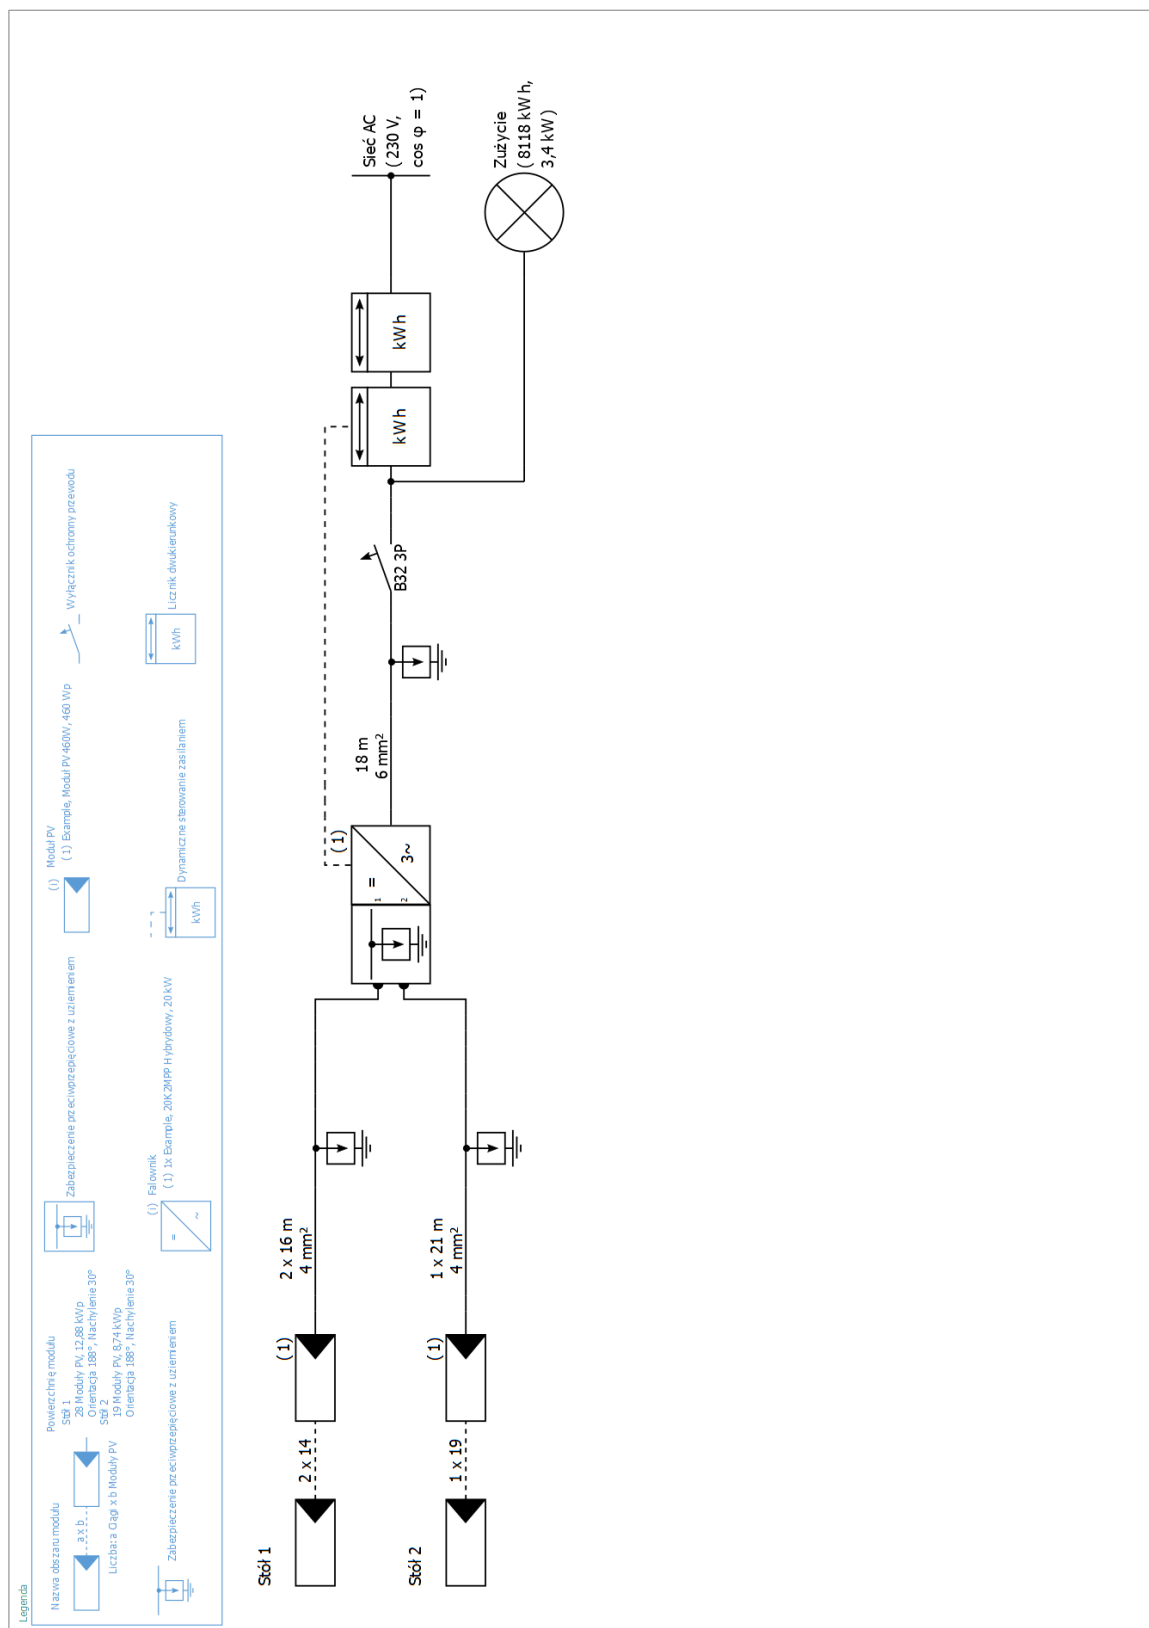 Legenda
Nazwa obszaru modułu
a x b
Liczba: a Ciągi x b Moduły PV
Powierzchnię modułu
Stół 1
28 Moduły PV, 12,88 kWp
Orientacja 188°, Nachylenie 30°
Stół 2
19 Moduły PV, 8,74 kWp
Orientacja 188°, Nachylenie 30°
Zabezpieczenie przeciwprzepięciowe z uziemieniem
(i) Moduł PV
(1) Example, Moduł PV 460W, 460 Wp
Wyłącznik ochronny przewodu
Zabezpieczenie przeciwprzepięciowe z uziemieniem
(i) Falownik
= ~
(1) 1x Example, 20K 2MPP Hybrydowy, 20 kW
kWh
Dynamiczne sterowanie zasilaniem
kWh
Licznik dwukierunkowy
Stół 1
2 x 14
(1)
2 x 16 m
4 mm²
Stół 2
1 x 19
(1)
1 x 21 m
4 mm²
(1)
=
1
2
3~
18 m
6 mm²
B32 3P
kWh
kWh
Sieć AC
(230 V,
cos φ = 1)
Zużycie
(8118 kWh,
3,4 kW)